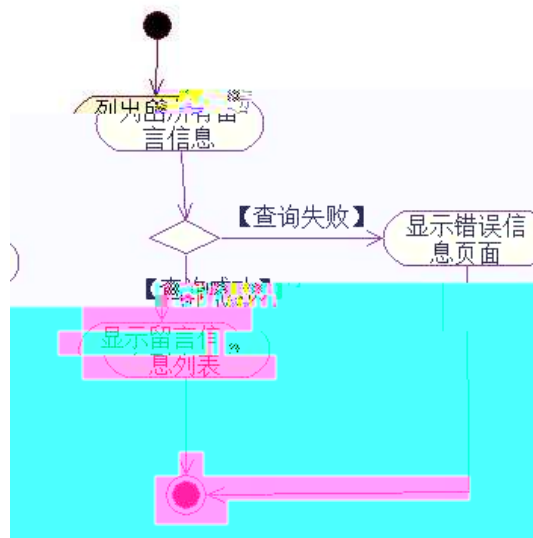 列出所有留
言信息
【查询失败】
显示错误信
息页面
【查询成功】
显示留言信
息列表